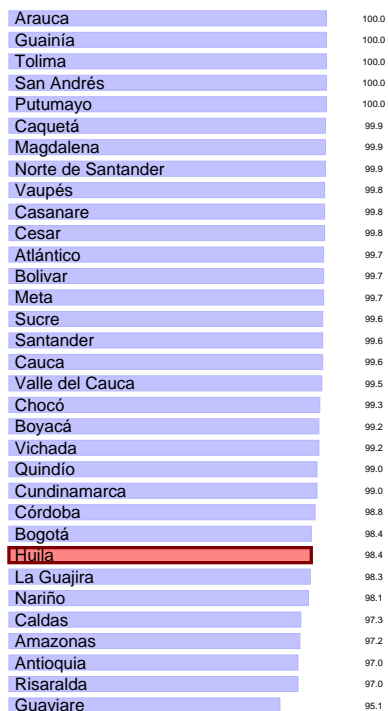 Arauca 100.0
Guainía 100.0
Tolima 100.0
San Andrés 100.0
Putumayo 100.0
Caquetá 99.9
Magdalena 99.9
Norte de Santander 99.9
Vaupés 99.8
Casanare 99.8
Cesar 99.8
Atlántico 99.7
Bolivar 99.7
Meta 99.7
Sucre 99.6
Santander 99.6
Cauca 99.6
Valle del Cauca 99.5
Chocó 99.3
Boyacá 99.2
Vichada 99.2
Quindío 99.0
Cundinamarca 99.0
Córdoba 98.8
Bogotá 98.4
Huila 98.4
La Guajira 98.3
Nariño 98.1
Caldas 97.3
Amazonas 97.2
Antioquia 97.0
Risaralda 97.0
Guaviare 95.1